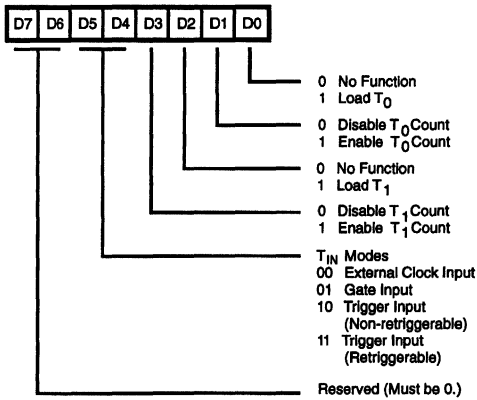 D7 D6 D5 D4 D3 D2 D1 D0
0 No Function
1 Load T0
0 Disable T0 Count
1 Enable T0 Count
0 No Function
1 Load T1
0 Disable T1 Count
1 Enable T1 Count
TIN Modes
00 External Clock Input
01 Gate Input
10 Trigger Input
(Non-retriggerable)
11 Trigger Input
(Retriggerable)
Reserved (Must be 0.)